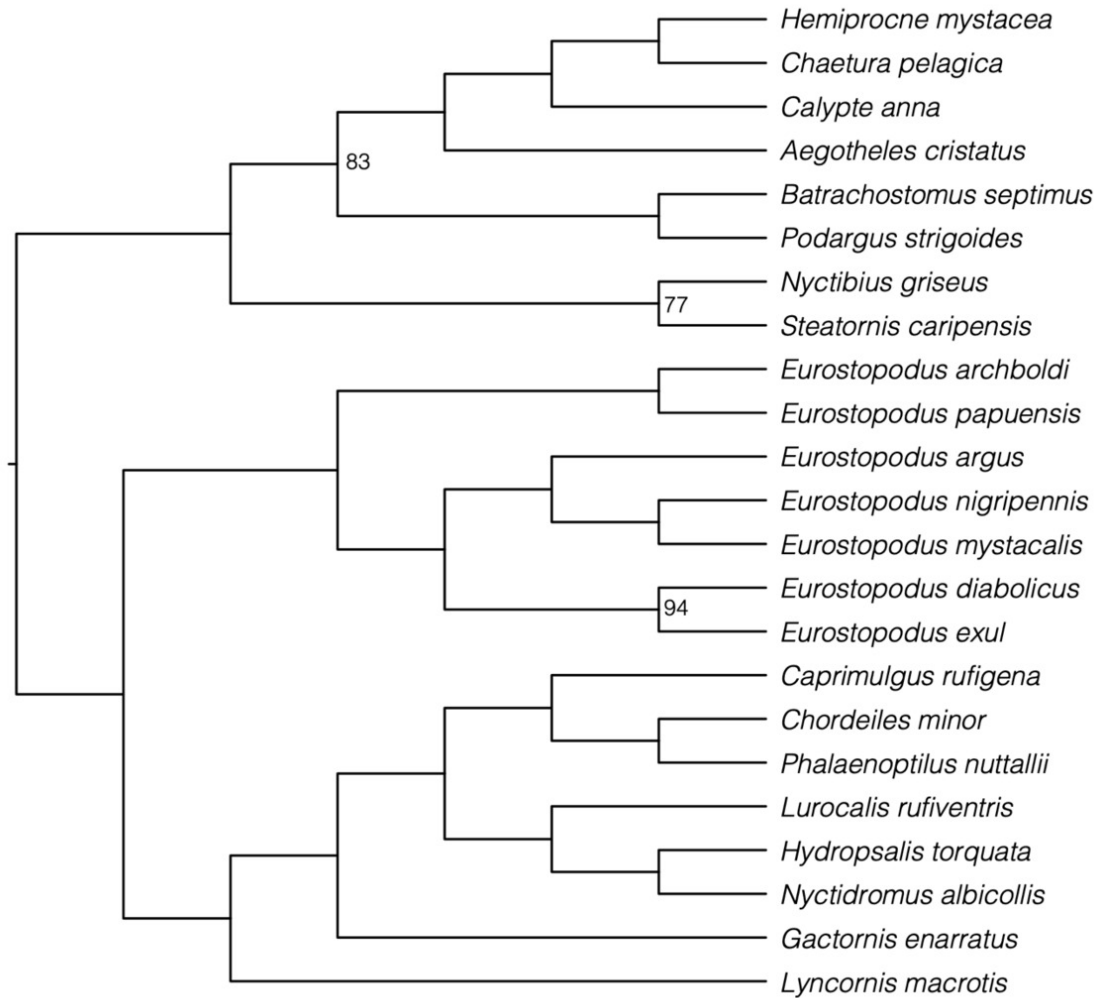 Hemiprocne mystacea
Chaetura pelagica
Calypte anna
Aegotheles cristatus
83
Batrachostomus septimus
Podargus strigoides
Nyctibius griseus
77
Steatornis caripensis
Eurostopodus archboldi
Eurostopodus papuensis
Eurostopodus argus
Eurostopodus nigripennis
Eurostopodus mystacalis
Eurostopodus diabolicus
94
Eurostopodus exul
Caprimulgus rufigena
Chordeiles minor
Phalaenoptilus nuttallii
Lurocalis rufiventris
Hydropsalis torquata
Nyctidromus albicollis
Gactornis enarratus
Lyncornis macrotis